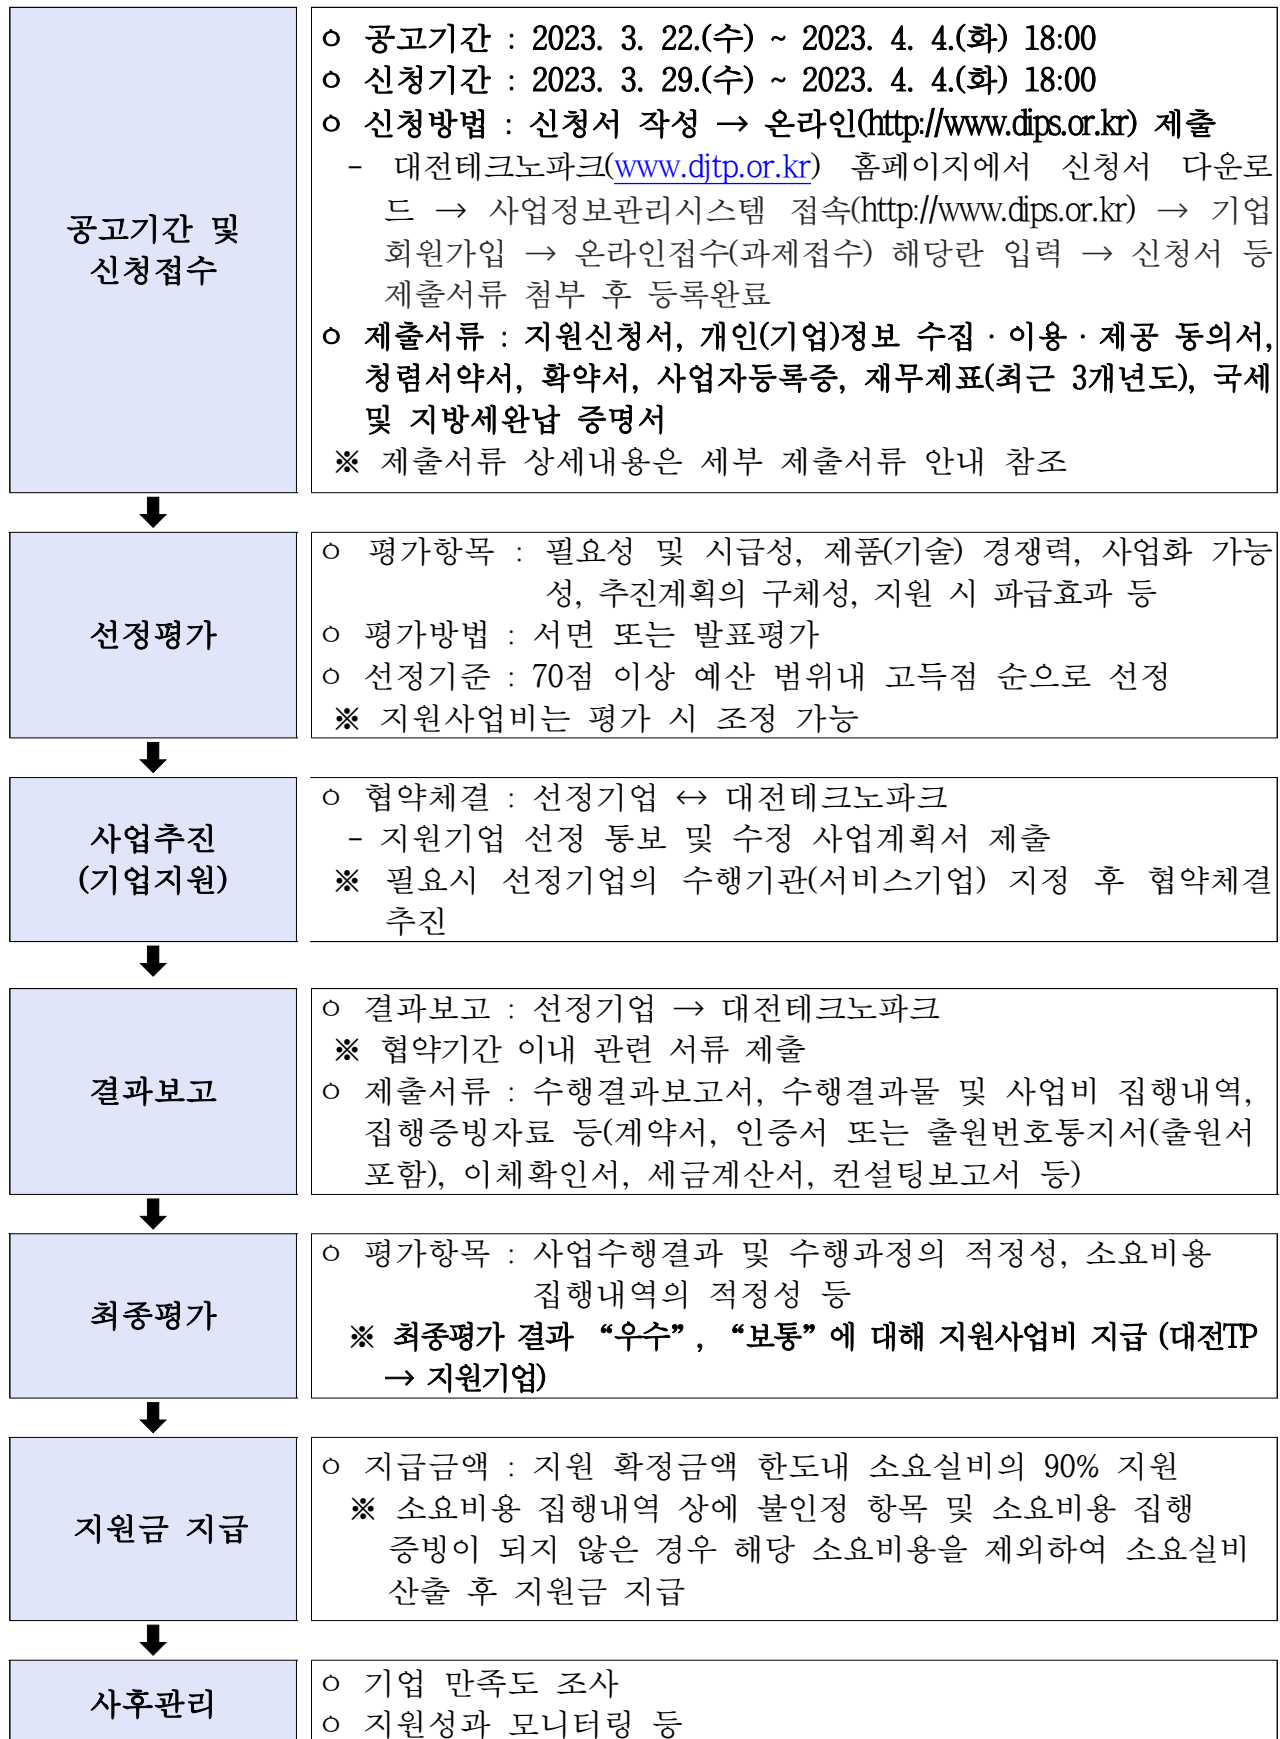 공고기간 및
신청접수
ㅇ 공고기간 : 2023. 3. 22.(수) ~ 2023. 4. 4.(화) 18:00
ㅇ 신청기간 : 2023. 3. 29.(수) ~ 2023. 4. 4.(화) 18:00
ㅇ 신청방법 : 신청서 작성 → 온라인(http://www.dips.or.kr) 제출
- 대전테크노파크(www.djtp.or.kr) 홈페이지에서 신청서 다운로
드 → 사업정보관리시스템 접속(http://www.dips.or.kr) → 기업
회원가입 → 온라인접수(과제접수) 해당란 입력 → 신청서 등
제출서류 첨부 후 등록완료
ㅇ 제출서류 : 지원신청서, 개인(기업)정보 수집·이용·제공 동의서,
청렴서약서, 확약서, 사업자등록증, 재무제표(최근 3개년도), 국세
및 지방세완납 증명서
※ 제출서류 상세내용은 세부 제출서류 안내 참조
선정평가
ㅇ 평가항목 : 필요성 및 시급성, 제품(기술) 경쟁력, 사업화 가능
성, 추진계획의 구체성, 지원 시 파급효과 등
ㅇ 평가방법 : 서면 또는 발표평가
ㅇ 선정기준 : 70점 이상 예산 범위내 고득점 순으로 선정
※ 지원사업비는 평가 시 조정 가능
사업추진
(기업지원)
ㅇ 협약체결 : 선정기업 ↔ 대전테크노파크
- 지원기업 선정 통보 및 수정 사업계획서 제출
※ 필요시 선정기업의 수행기관(서비스기업) 지정 후 협약체결
추진
결과보고
ㅇ 결과보고 : 선정기업 → 대전테크노파크
※ 협약기간 이내 관련 서류 제출
ㅇ 제출서류 : 수행결과보고서, 수행결과물 및 사업비 집행내역,
집행증빙자료 등(계약서, 인증서 또는 출원번호통지서(출원서
포함), 이체확인서, 세금계산서, 컨설팅보고서 등)
최종평가
ㅇ 평가항목 : 사업수행결과 및 수행과정의 적정성, 소요비용
집행내역의 적정성 등
※ 최종평가 결과 “우수”, “보통”에 대해 지원사업비 지급 (대전TP
→ 지원기업)
지원금 지급
ㅇ 지급금액 : 지원 확정금액 한도내 소요실비의 90% 지원
※ 소요비용 집행내역 상에 불인정 항목 및 소요비용 집행
증빙이 되지 않은 경우 해당 소요비용을 제외하여 소요실비
산출 후 지원금 지급
사후관리
ㅇ 기업 만족도 조사
ㅇ 지원성과 모니터링 등